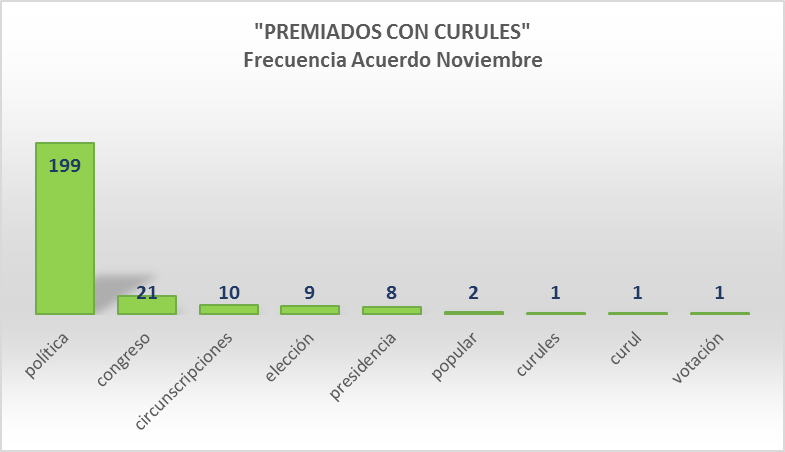 "PREMIADOS CON CURULES"
Frecuencia Acuerdo Noviembre
199
21
10
9
8
2
1
1
1
política
congreso
circunscripciones
elección
presidencia
popular
curules
curul
votación